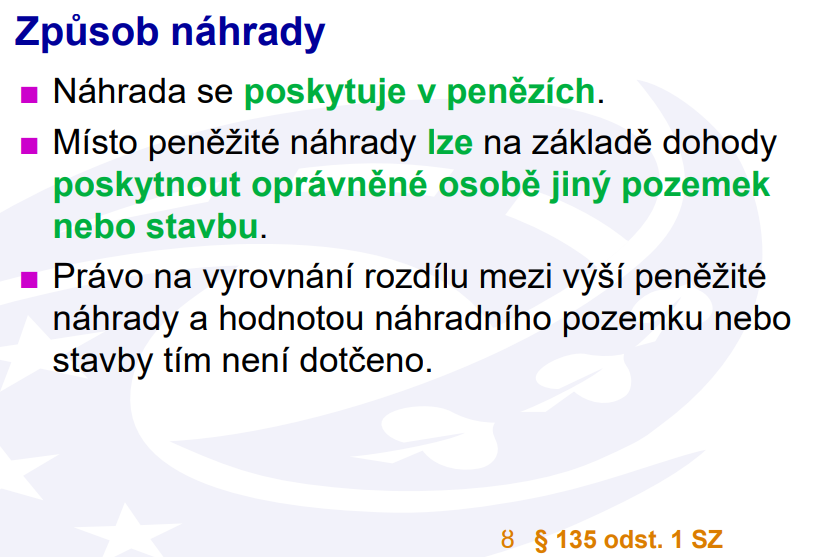 Způsob náhrady
Náhrada se poskytuje v penězích.
Místo peněžité náhrady lze na základě dohody
poskytnout oprávněné osobě jiný pozemek
nebo stavbu.
Právo na vyrovnání rozdílu mezi výší peněžité
náhrady a hodnotou náhradního pozemku nebo
stavby tím není dotčeno.
8 § 135 odst. 1 SZ